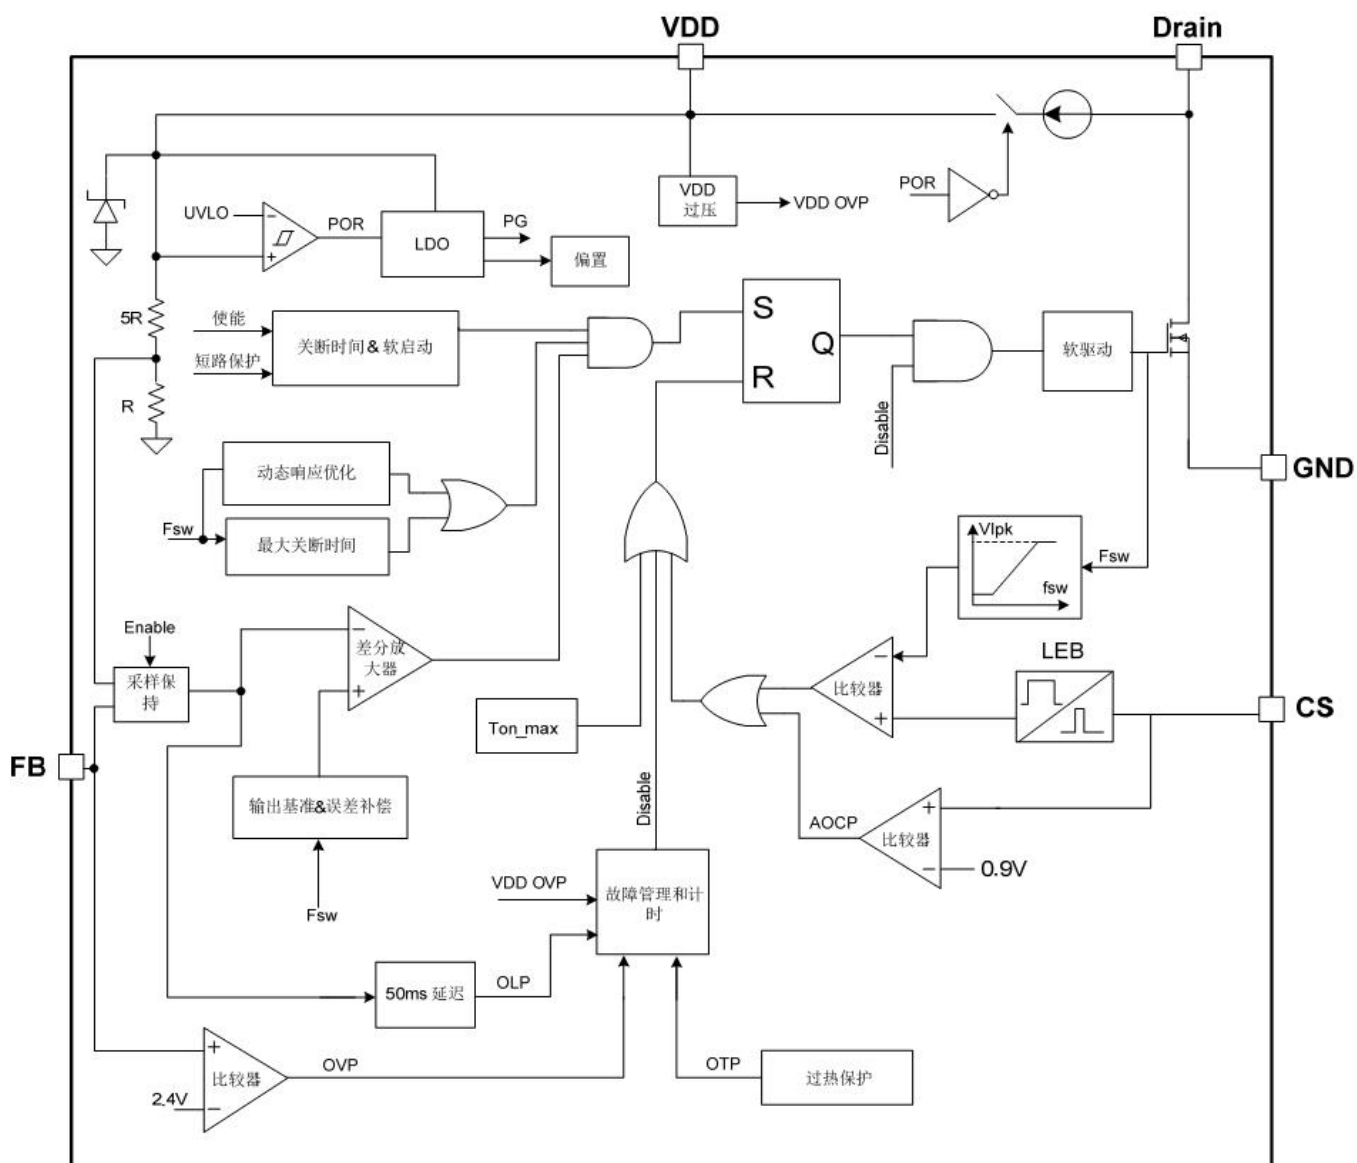 VDD
Drain
UVLO
POR
LDO
PG
偏置
VDD
过压
VDD OVP
POR
5R
R
使能
短路保护
关断时间&软启动
S
R
Q
Disable
软驱动
GND
动态响应优化
Fsw
最大关断时间
VIpk
fsw
Fsw
Enable
采样保
持
差分放
大器
Ton_max
比较器
LEB
CS
FB
输出基准&误差补偿
Fsw
Disable
AOCP
比较器
0.9V
VDD OVP
故障管理和计
时
50ms 延迟
OLP
比较器
2.4V
OVP
OTP
过热保护